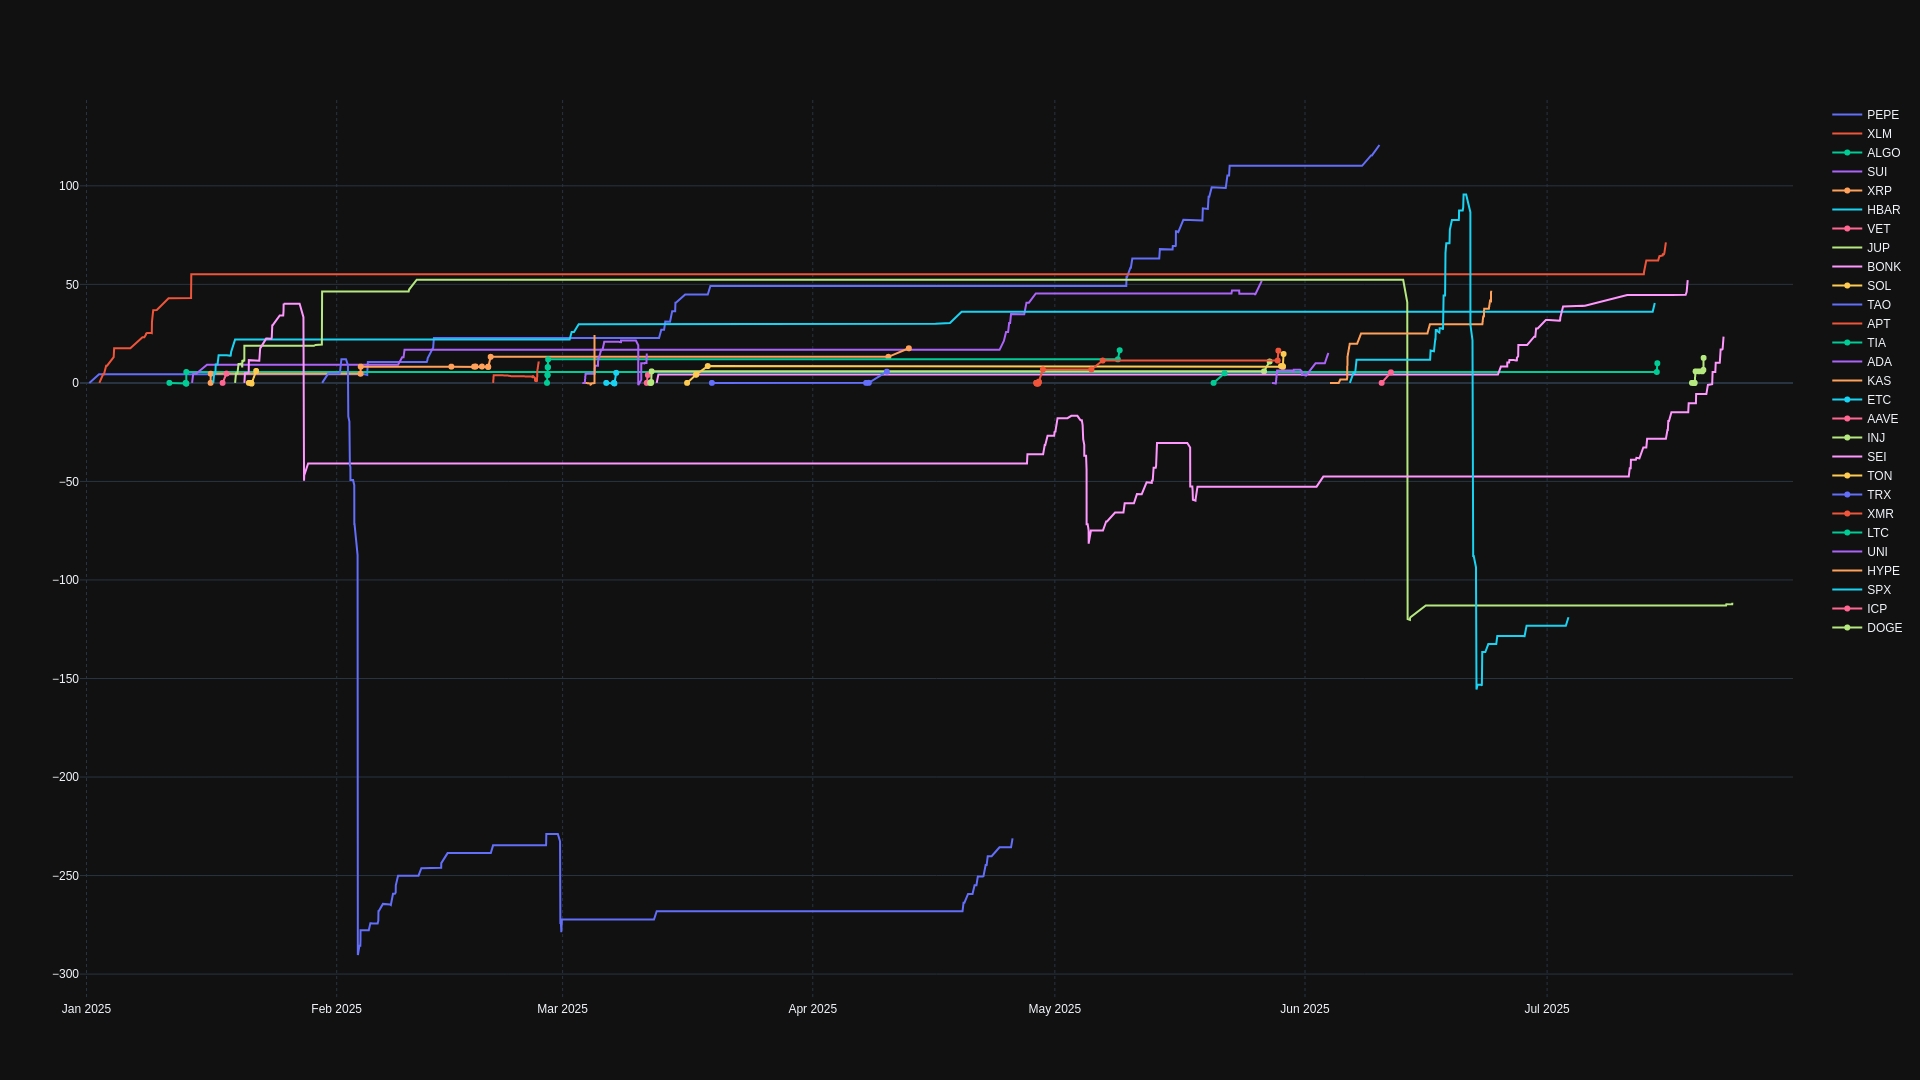 100
50
0
−50
−100
−150
−200
−250
−300
Jan 2025
Feb 2025
Mar 2025
Apr 2025
May 2025
Jun 2025
Jul 2025
PEPE
XLM
ALGO
SUI
XRP
HBAR
VET
JUP
BONK
SOL
TAO
APT
TIA
ADA
KAS
ETC
AAVE
INJ
SEI
TON
TRX
XMR
LTC
UNI
HYPE
SPX
ICP
DOGE